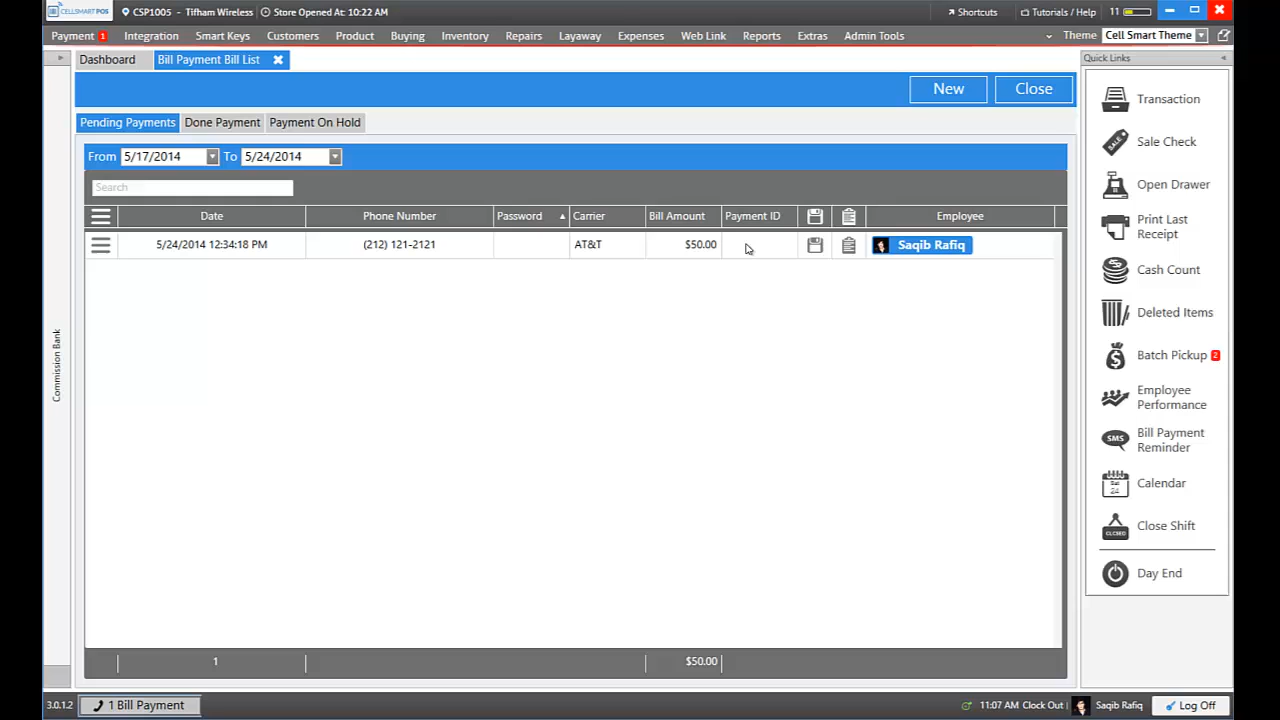 CELLSMART POS CSP1005 - Tifham Wireless Store Opened At: 10:22 AM Shortcuts Tutorials / Help 11
Payment 1 Integration Smart Keys Customers Product Buying Inventory Repairs Layaway Expenses Web Link Reports Extras Admin Tools Theme Cell Smart Theme
Dashboard Bill Payment Bill List
Quick Links
New Close
Pending Payments Done Payment Payment On Hold
From 5/17/2014 To 5/24/2014
Search
Date Phone Number Password Carrier Bill Amount Payment ID Employee
5/24/2014 12:34:18 PM (212) 121-2121 AT&T $50.00 Saqib Rafiq
1 $50.00
Commission Bank
Transaction
SALE
Sale Check
Open Drawer
Print Last
Receipt
Cash Count
Deleted Items
Batch Pickup 2
Employee
Performance
SMS
Bill Payment
Reminder
Calendar
CLOSED
Close Shift
Day End
3.0.1.2 1 Bill Payment 11:07 AM Clock Out Saqib Rafiq Log Off